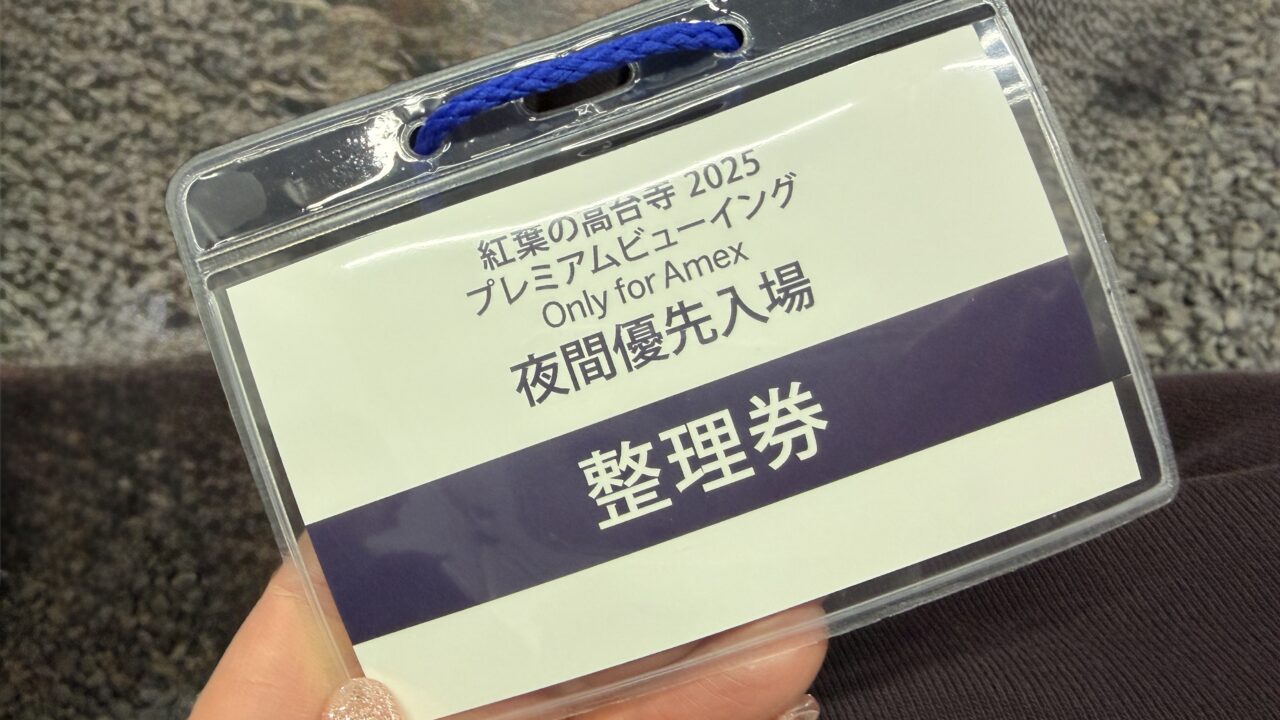 紅葉の高台寺 2025
プレミアムビューイング
Only for Amex
夜間優先入場
整理券